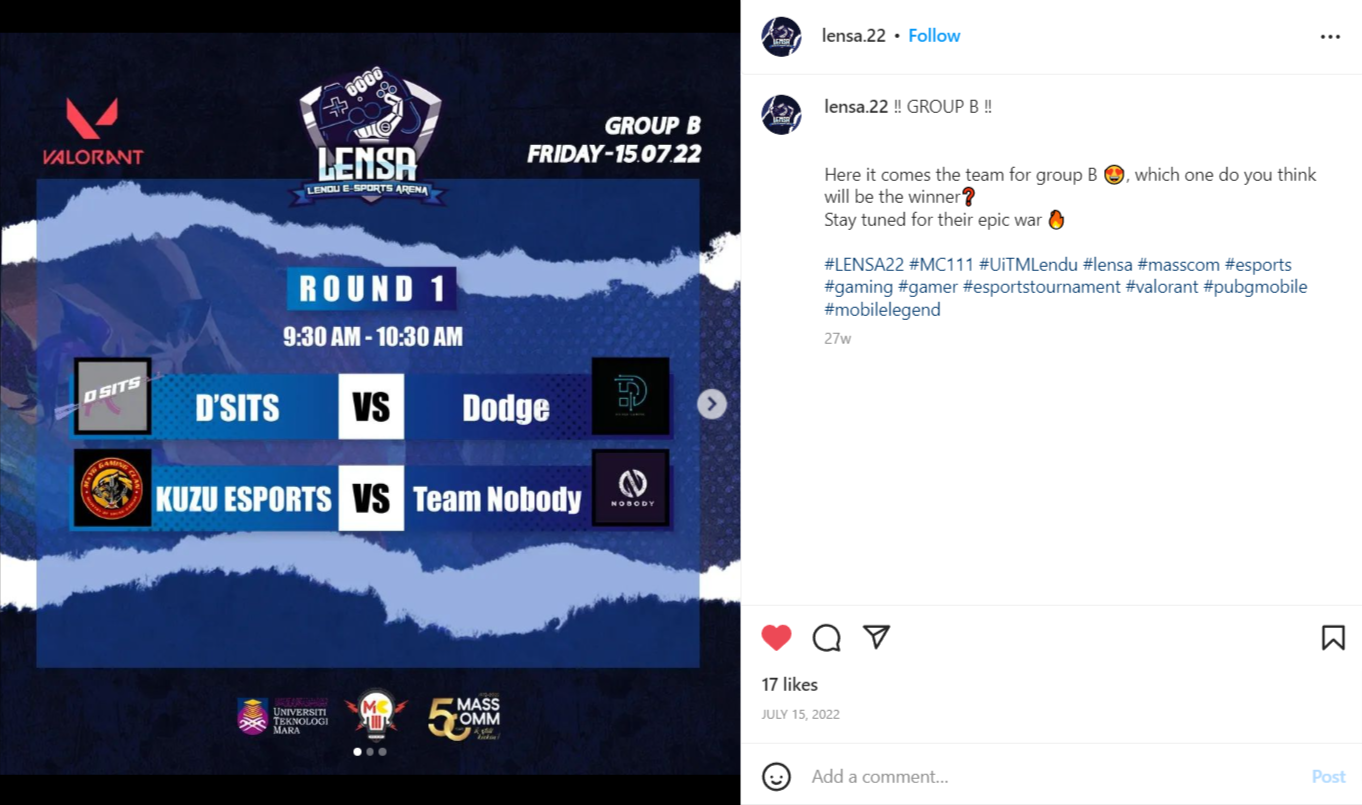 VALORANT
LENSA
LENDU E-SPORTS ARENA
GROUP B
FRIDAY-15.07.22
ROUND 1
9:30 AM - 10:30 AM
D SITS
D'SITS
VS
Dodge
KUZU ESPORTS
VS
Team Nobody
NOBODY
UNIVERSITI
TEKNOLOGI
MARA
MC
111
50
MASS
COMM
lensa.22 • Follow
lensa.22 ‼ GROUP B ‼
Here it comes the team for group B 😍, which one do you think
will be the winner❓
Stay tuned for their epic war 🔥
#LENSA22 #MC111 #UiTMLendu #lensa #masscom #esports
#gaming #gamer #esportstournament #valorant #pubgmobile
#mobilelegend
27w
17 likes
JULY 15, 2022
Add a comment...
Post